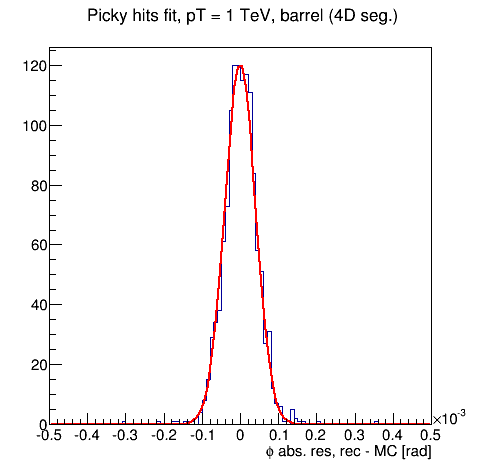 Picky hits fit, pT = 1 TeV, barrel (4D seg.)
120
100
80
60
40
20
0
-0.5 -0.4 -0.3 -0.2 -0.1 0 0.1 0.2 0.3 0.4 0.5 ×10⁻³
ϕ abs. res, rec - MC [rad]